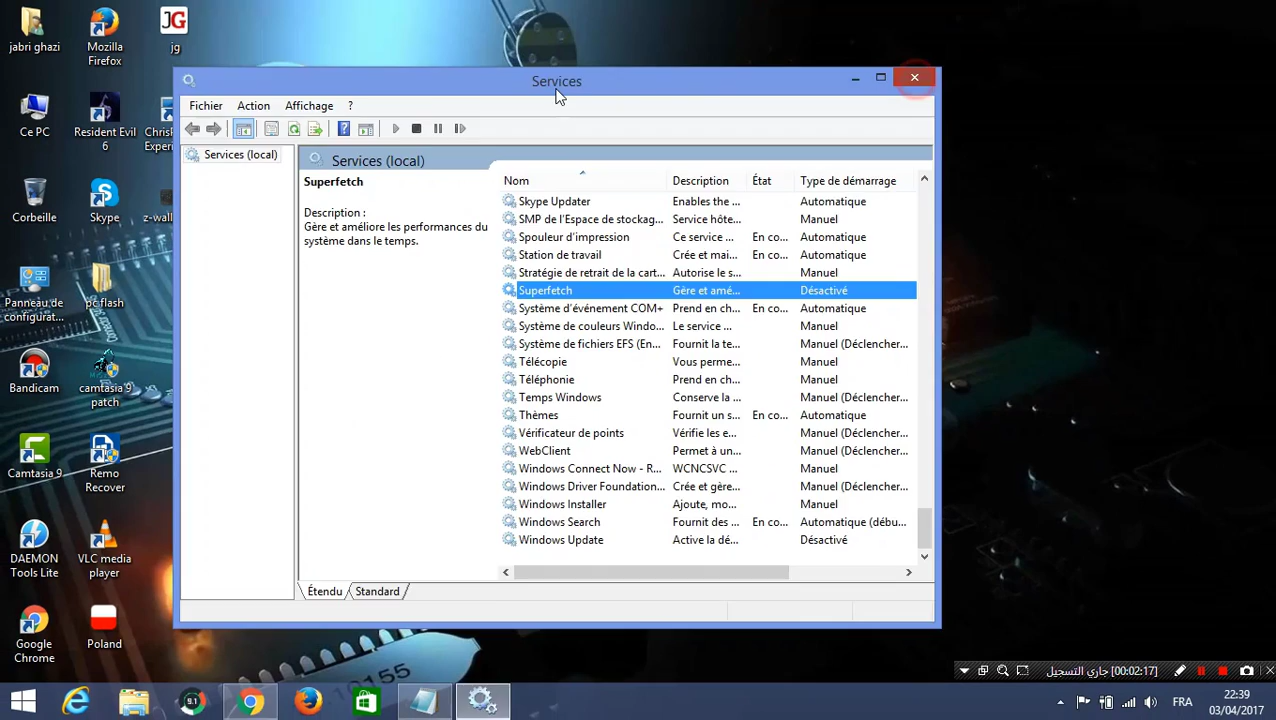 jabri ghazi
Mozilla
Firefox
JG
jg
Ce PC
Resident Evil
6
ChrisP
Experi
Corbeille
Skype
z-wall
Panneau de
configurat...
pc flash
Bandicam
camtasia 9
patch
Camtasia 9
Remo
Recover
DAEMON
Tools Lite
VLC media
player
Google
Chrome
Poland
Services
Fichier Action Affichage ?
Services (local)
Services (local)
Superfetch
Description :
Gère et améliore les performances du
système dans le temps.
Nom Description État Type de démarrage
Skype Updater Enables the ... Automatique
SMP de l'Espace de stockag... Service hôte... Manuel
Spouleur d'impression Ce service ... En co... Automatique
Station de travail Crée et mai... En co... Automatique
Stratégie de retrait de la cart... Autorise le s... Manuel
Superfetch Gère et amé... Désactivé
Système d'événement COM+ Prend en ch... En co... Automatique
Système de couleurs Windo... Le service ... Manuel
Système de fichiers EFS (En... Fournit la te... Manuel (Déclencher...
Télécopie Vous perme... Manuel
Téléphonie Prend en ch... Manuel
Temps Windows Conserve la ... Manuel (Déclencher...
Thèmes Fournit un s... En co... Automatique
Vérificateur de points Vérifie les e... Manuel (Déclencher...
WebClient Permet à un... Manuel (Déclencher...
Windows Connect Now - R... WCNCSVC ... Manuel
Windows Driver Foundation... Crée et gère... Manuel (Déclencher...
Windows Installer Ajoute, mo... Manuel
Windows Search Fournit des ... En co... Automatique (débu...
Windows Update Active la dé... Désactivé
Étendu Standard
155
جاري التسجيل [00:02:17]
9.1
FRA
22:39
03/04/2017